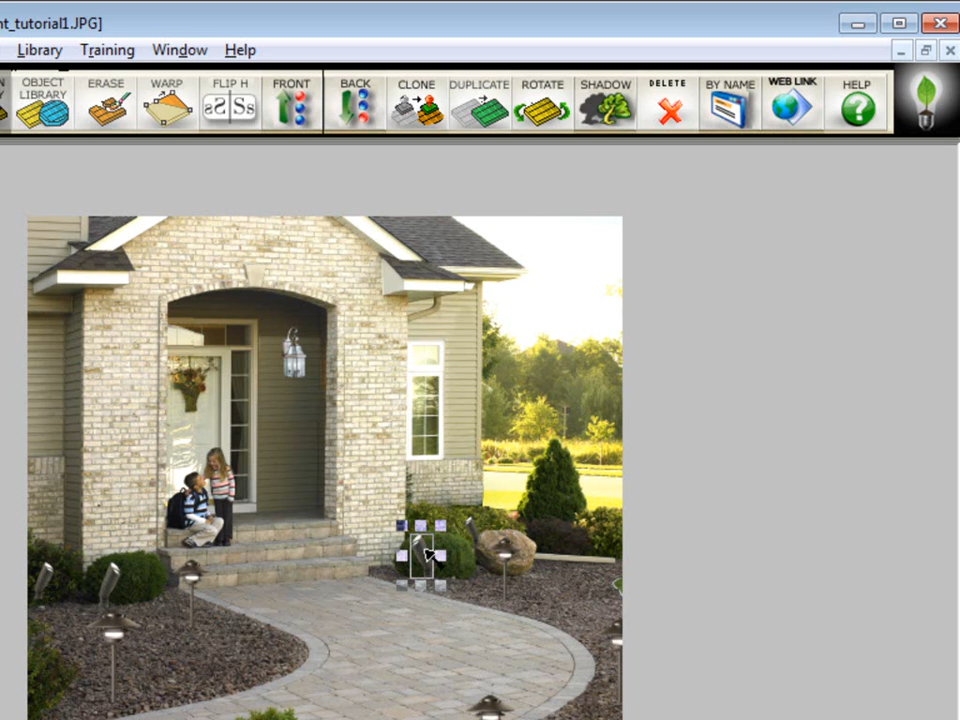 nt_tutorial1.JPG]
Library Training Window Help
OBJECT LIBRARY ERASE WARP FLIP H FRONT BACK CLONE DUPLICATE ROTATE SHADOW DELETE BY NAME WEB LINK HELP